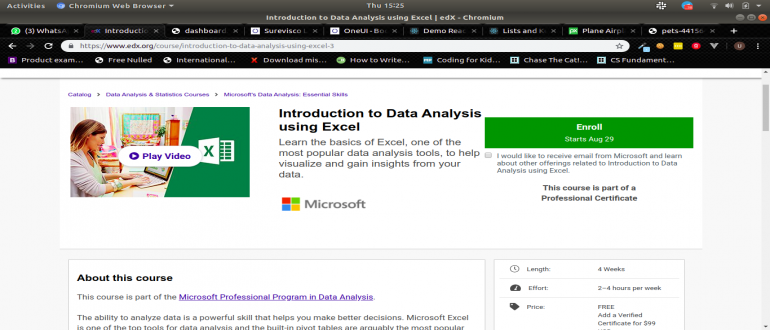 Activities
Chromium Web Browser
Thu 15:25
Introduction to Data Analysis using Excel | edX - Chromium
(3) WhatsA
Introduction
dashboard
Surevisco L
OneUI - Boo
Demo Reac
Lists and K
Plane Airpl
pets-44156
https://www.edx.org/course/introduction-to-data-analysis-using-excel-3
Product exam...
Free Nulled
International...
Download mis...
How to Write...
Coding for Kid...
Chase The Cat!...
CS Fundament...
Catalog > Data Analysis & Statistics Courses > Microsoft's Data Analysis: Essential Skills
Play Video
X
Introduction to Data Analysis
using Excel
Learn the basics of Excel, one of the
most popular data analysis tools, to help
visualize and gain insights from your
data.
Microsoft
Enroll
Starts Aug 29
I would like to receive email from Microsoft and learn
about other offerings related to Introduction to Data
Analysis using Excel.
This course is part of a
Professional Certificate
About this course
This course is part of the Microsoft Professional Program in Data Analysis.
The ability to analyze data is a powerful skill that helps you make better decisions. Microsoft Excel
is one of the top tools for data analysis and the built-in pivot tables are arguably the most popular
Length: 4 Weeks
Effort: 2–4 hours per week
Price: FREE
Add a Verified
Certificate for $99